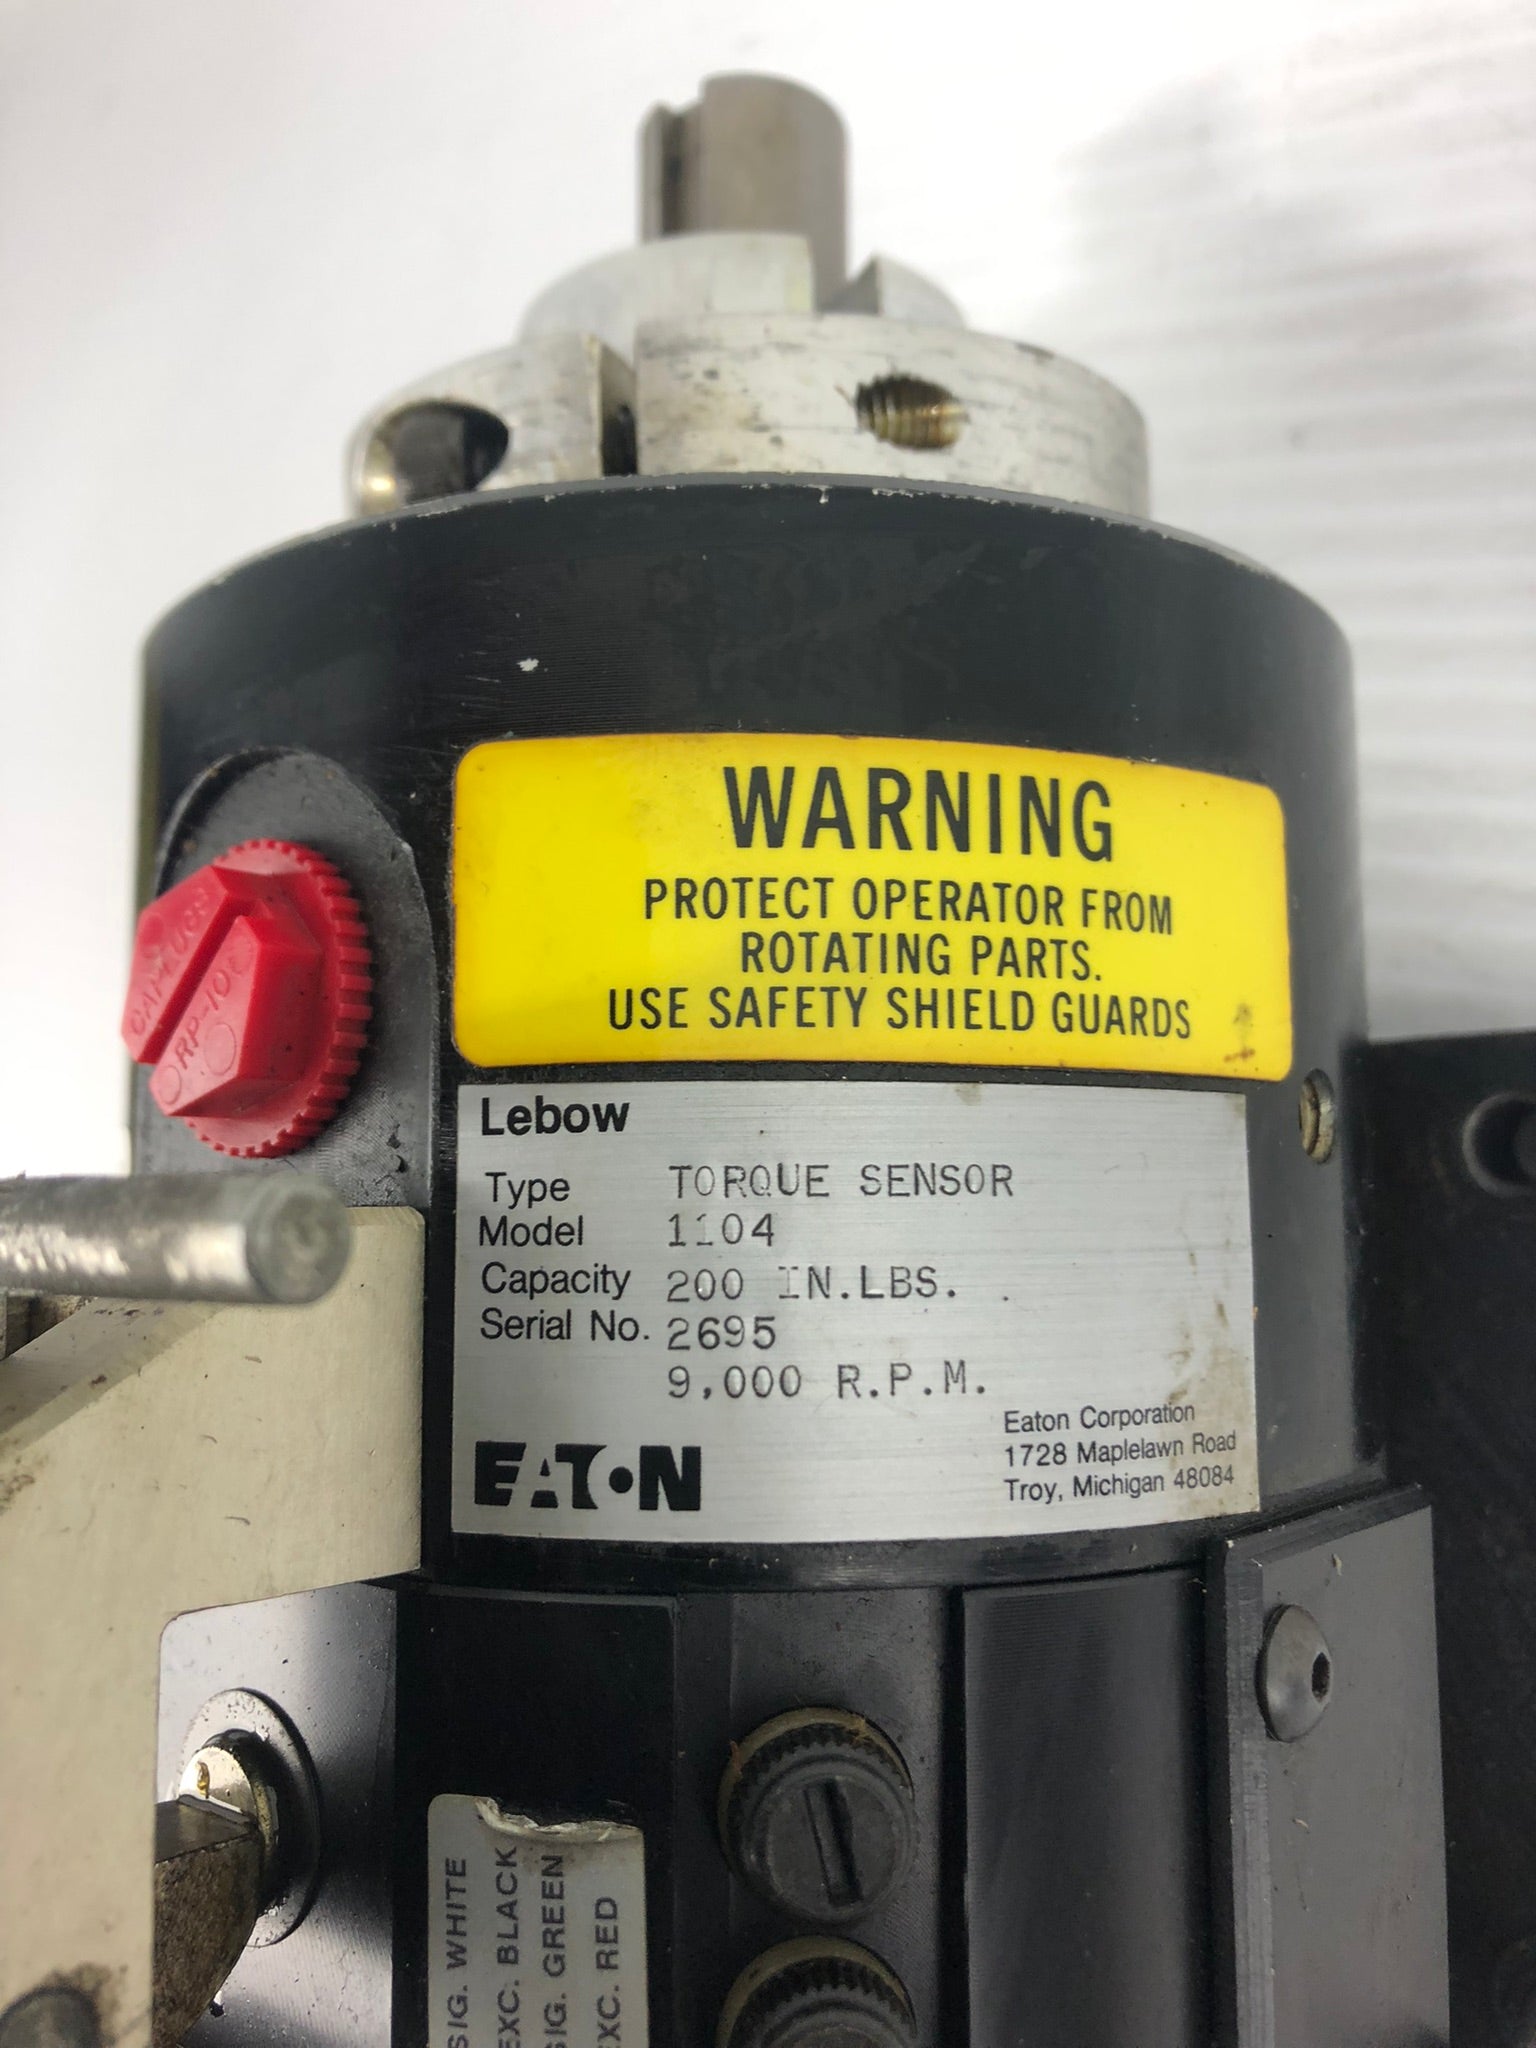 WARNING
PROTECT OPERATOR FROM
ROTATING PARTS.
USE SAFETY SHIELD GUARDS
CAPLUGS
RP-10
Lebow
Type TORQUE SENSOR
Model 1104
Capacity 200 IN.LBS.
Serial No. 2695
9,000 R.P.M.
EATON
Eaton Corporation
1728 Maplelawn Road
Troy, Michigan 48084
SIG. WHITE
EXC. BLACK
SIG. GREEN
EXC. RED